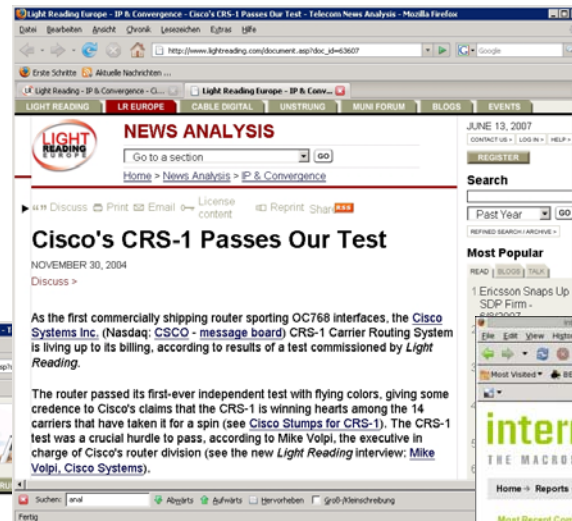 Light Reading Europe - IP & Convergence - Cisco's CRS-1 Passes Our Test - Telecom News Analysis - Mozilla Firefox
Datei Bearbeiten Ansicht Chronik Lesezeichen Extras Hilfe
http://www.lightreading.com/document.asp?doc_id=63607
Google
Erste Schritte Aktuelle Nachrichten ...
Light Reading - IP & Convergence - Ci...
Light Reading Europe - IP & Conv...
LIGHT READING LR EUROPE CABLE DIGITAL UNSTRUNG MUNI FORUM BLOGS EVENTS
LIGHT
READING
EUROPE
NEWS ANALYSIS
Go to a section GO
Home > News Analysis > IP & Convergence
JUNE 13, 2007
CONTACT US » LOG IN » HELP »
REGISTER
Search
Past Year GO
REFINED SEARCH / ARCHIVE »
Most Popular
READ BLOGS TALK
1 Ericsson Snaps Up
SDP Firm -
6/8/2007
Discuss Print Email License content Reprint Share RSS
Cisco's CRS-1 Passes Our Test
NOVEMBER 30, 2004
Discuss >
As the first commercially shipping router sporting OC768 interfaces, the Cisco
Systems Inc. (Nasdaq: CSCO - message board) CRS-1 Carrier Routing System
is living up to its billing, according to results of a test commissioned by Light
Reading.
The router passed its first-ever independent test with flying colors, giving some
credence to Cisco's claims that the CRS-1 is winning hearts among the 14
carriers that have taken it for a spin (see Cisco Stumps for CRS-1). The CRS-1
test was a crucial hurdle to pass, according to Mike Volpi, the executive in
charge of Cisco's router division (see the new Light Reading interview: Mike
Volpi, Cisco Systems).
Suchen: anal Abwärts Aufwärts Hervorheben Groß-/Kleinschreibung
Fertig
File Edit View History
Most Visited
intern
THE MACRO
Home Reports
Most Recent Com